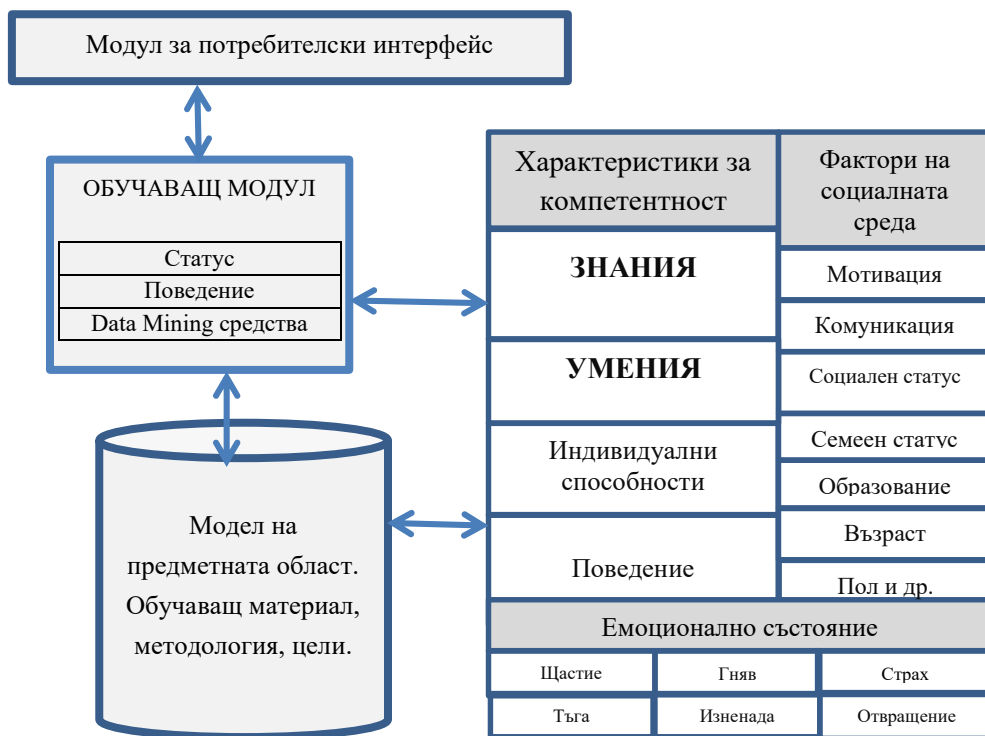 Модул за потребителски интерфейс
ОБУЧАВАЩ МОДУЛ
Статус
Поведение
Data Mining средства
Модел на
предметната област.
Обучаващ материал,
методология, цели.
Характеристики за
компетентност
ЗНАНИЯ
УМЕНИЯ
Индивидуални
способности
Поведение
Фактори на
социалната
среда
Мотивация
Комуникация
Социален статус
Семеен статус
Образование
Възраст
Пол и др.
Емоционално състояние
Щастие
Гняв
Страх
Тъга
Изненада
Отвращение